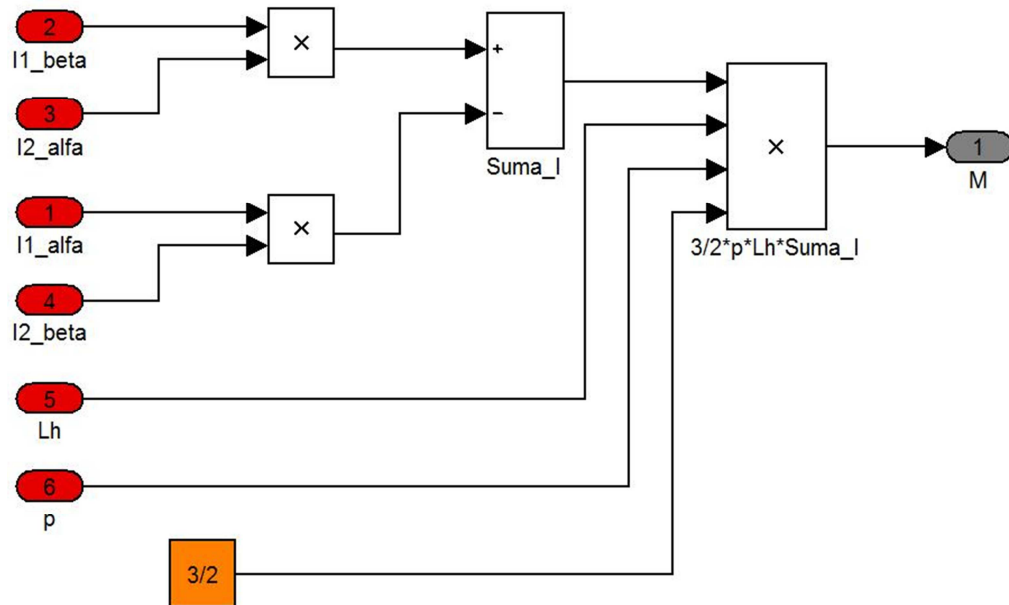 2
I1_beta
×
3
I2_alfa
+
−
Suma_I
1
I1_alfa
×
4
I2_beta
×
3/2*p*Lh*Suma_I
1
M
5
Lh
6
p
3/2